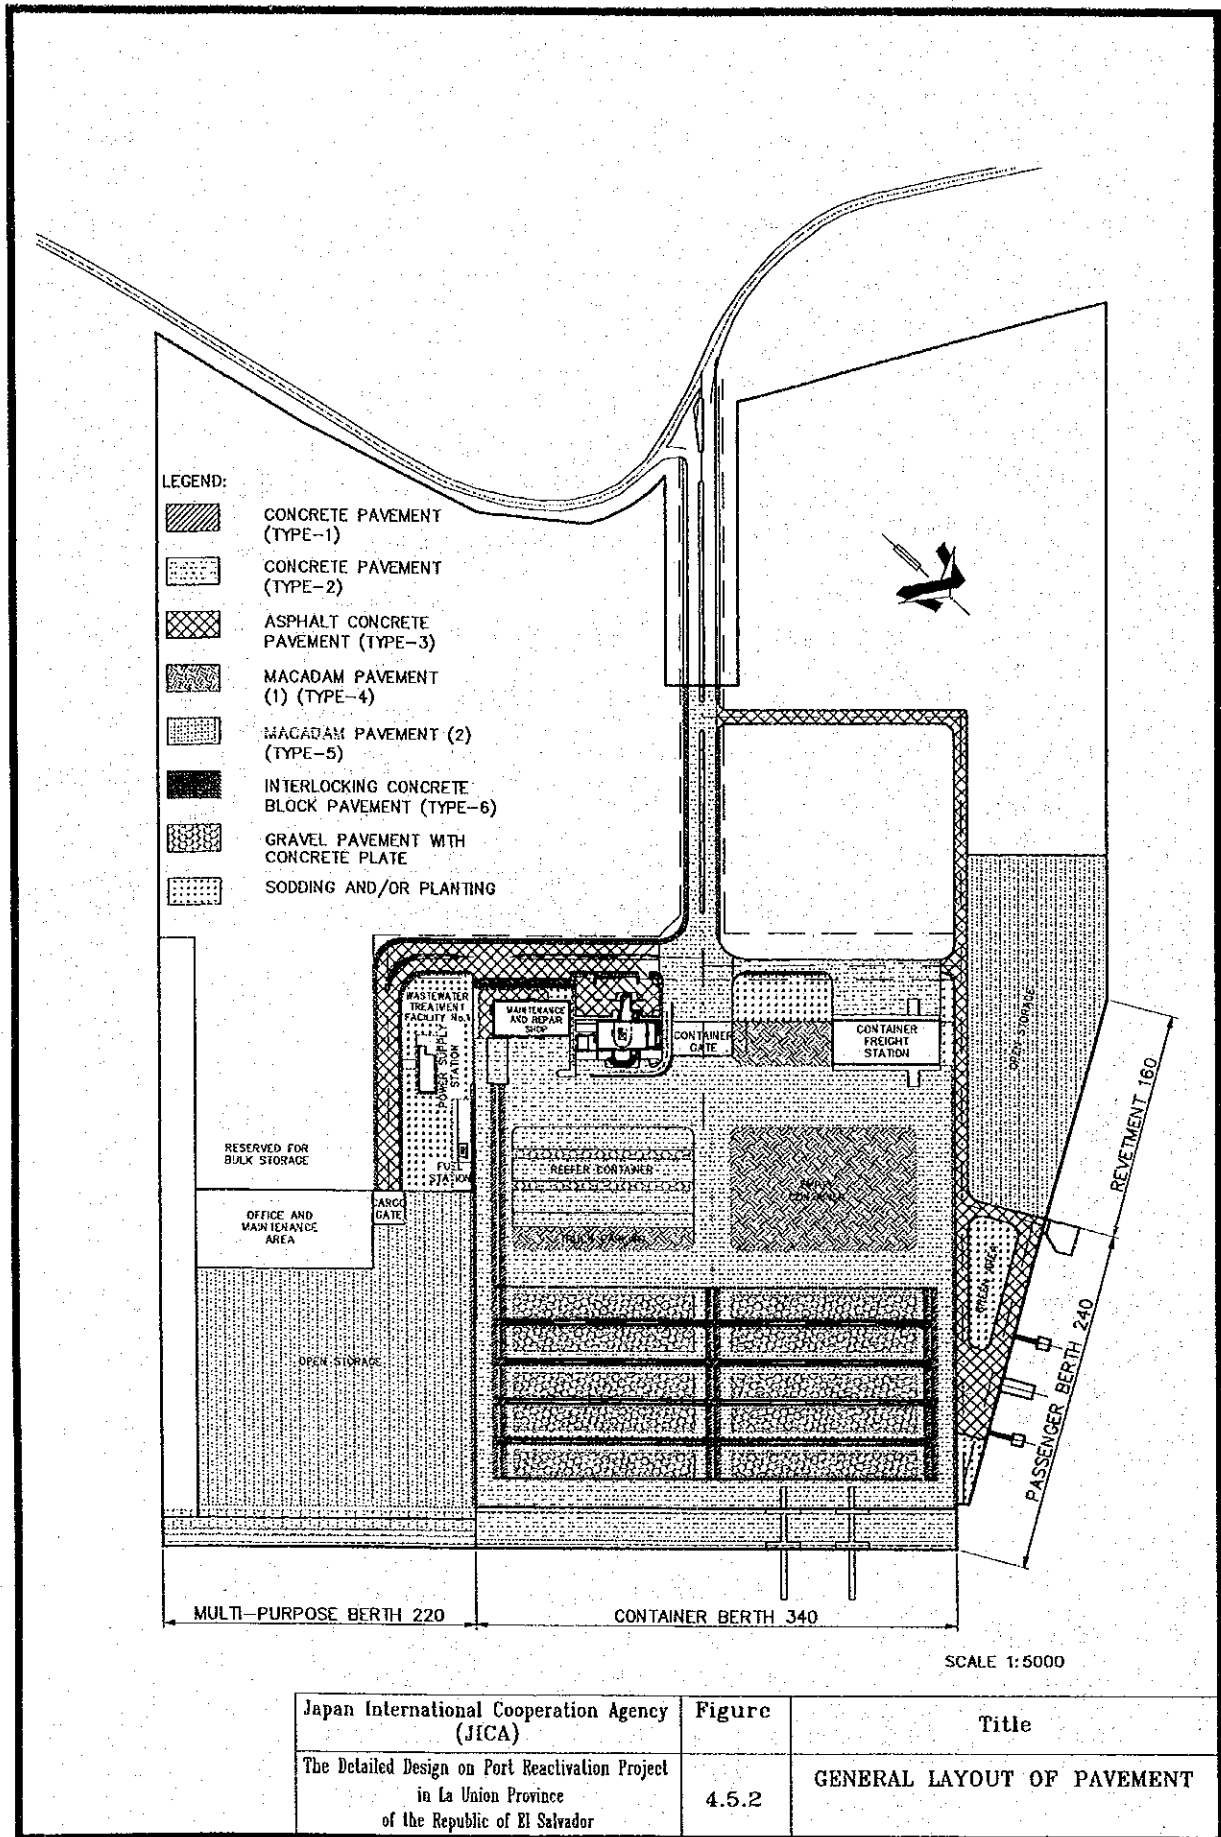 LEGEND:
CONCRETE PAVEMENT
(TYPE-1)
CONCRETE PAVEMENT
(TYPE-2)
ASPHALT CONCRETE
PAVEMENT (TYPE-3)
MACADAM PAVEMENT
(1) (TYPE-4)
MACADAM PAVEMENT (2)
(TYPE-5)
INTERLOCKING CONCRETE
BLOCK PAVEMENT (TYPE-6)
GRAVEL PAVEMENT WITH
CONCRETE PLATE
SODDING AND/OR PLANTING
WASTEWATER
TREATMENT
FACILITY No.1
POWER SUPPLY
STATION
FUEL
STATION
MAINTENANCE
AND REPAIR
SHOP
CONTAINER
GATE
CONTAINER
FREIGHT
STATION
OPEN STORAGE
REVETMENT 160
RESERVED FOR
BULK STORAGE
OFFICE AND
MAINTENANCE
AREA
CARGO
GATE
REEFER CONTAINER
EMPTY
CONTAINER
TRUCK PARKING
GREEN AREA
OPEN STORAGE
PASSENGER BERTH 240
MULTI-PURPOSE BERTH 220
CONTAINER BERTH 340
SCALE 1:5000
Japan International Cooperation Agency
(JICA)
Figure
Title
The Detailed Design on Port Reactivation Project
in La Union Province
of the Republic of El Salvador
4.5.2
GENERAL LAYOUT OF PAVEMENT